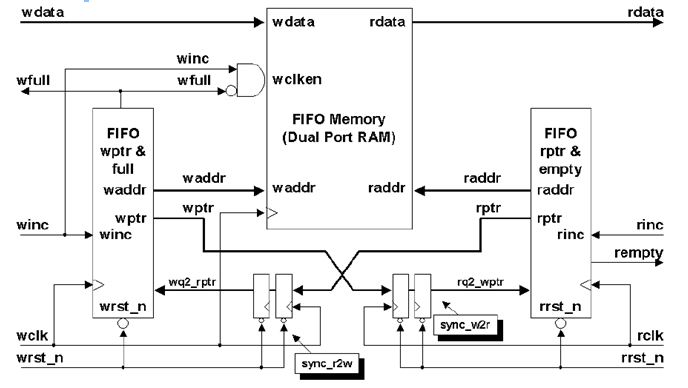 wdata
rdata
wdata
rdata
winc
wclken
wfull
wfull
FIFO Memory
(Dual Port RAM)
FIFO
wptr &
full
FIFO
rptr &
empty
waddr
waddr
waddr
raddr
raddr
raddr
wptr
wptr
rptr
rptr
winc
winc
rinc
rinc
rempty
wq2_rptr
rq2_wptr
wrst_n
rrst_n
sync_w2r
wclk
rclk
wrst_n
sync_r2w
rrst_n